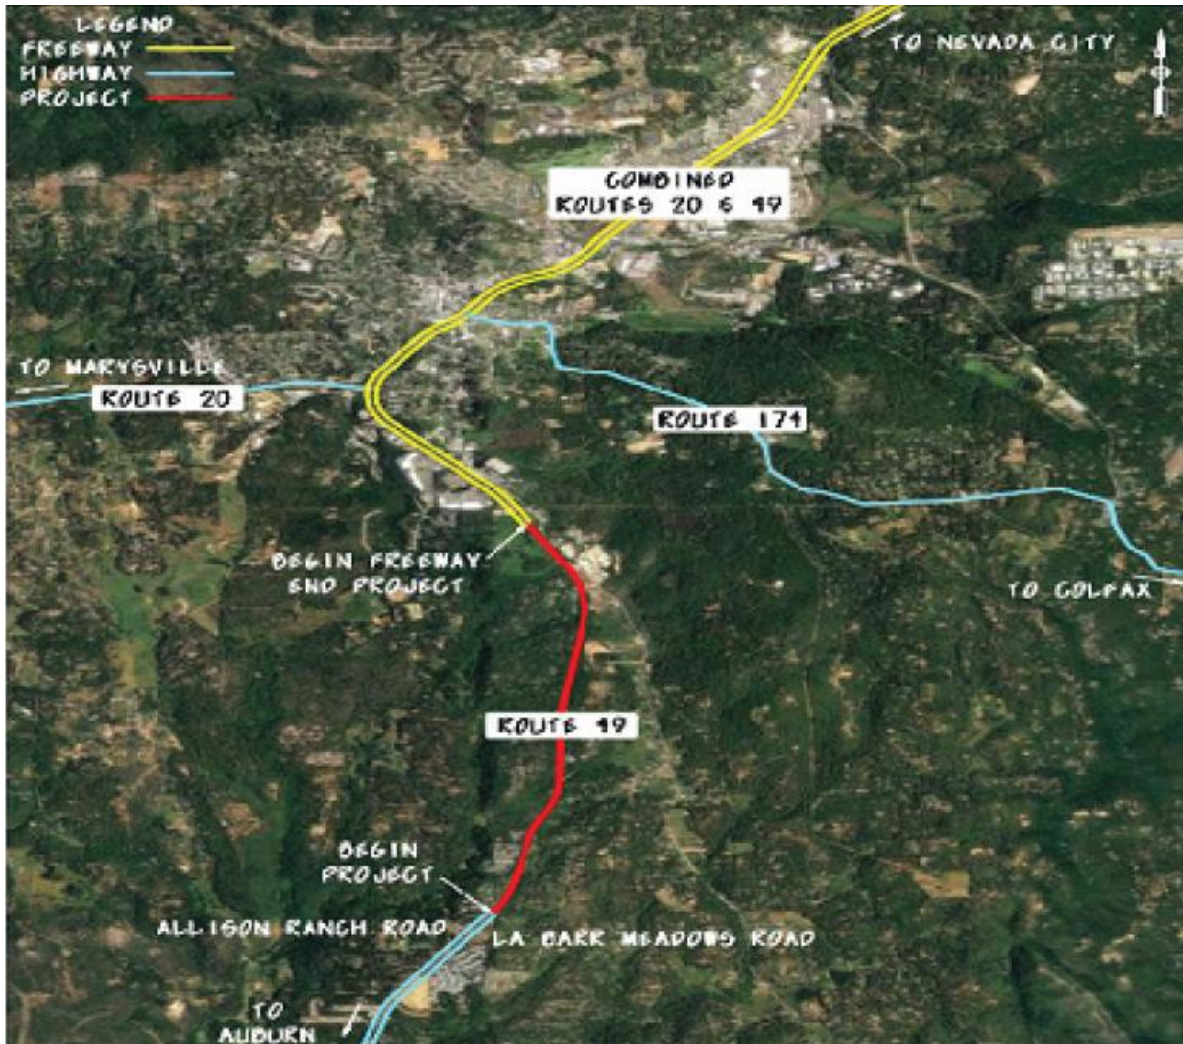 LEGEND
FREEWAY
HIGHWAY
PROJECT
TO NEVADA CITY
COMBINED
ROUTES 20 & 49
TO MARYSVILLE
ROUTE 20
ROUTE 174
BEGIN FREEWAY
END PROJECT
TO COLFAX
ROUTE 49
BEGIN
PROJECT
ALLISON RANCH ROAD
LA BARR MEADOWS ROAD
TO
AUBURN